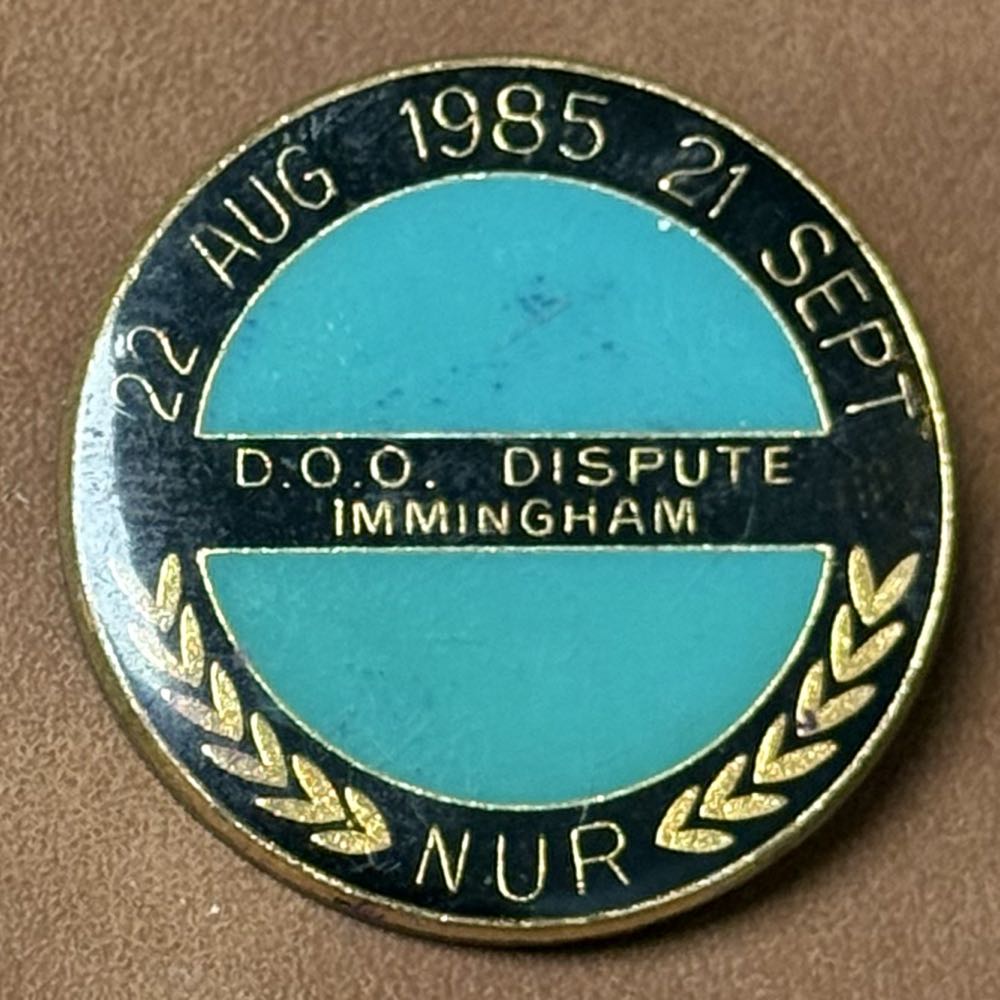 22 AUG 1985 21 SEPT
D.O.O. DISPUTE
IMMINGHAM
NUR